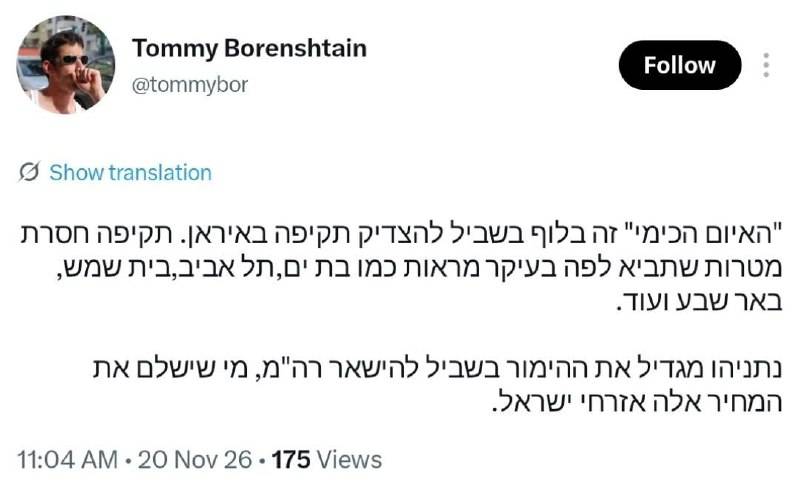 Tommy Borenshtain
@tommybor
Follow
Show translation
"האיום הכימי" זה בלוף בשביל להצדיק תקיפה באיראן. תקיפה חסרת
מטרות שתביא לפה בעיקר מראות כמו בת ים,תל אביב,בית שמש,
באר שבע ועוד.
נתניהו מגדיל את ההימור בשביל להישאר רה"מ, מי שישלם את
המחיר אלה אזרחי ישראל.
11:04 AM • 20 Nov 26 • 175 Views